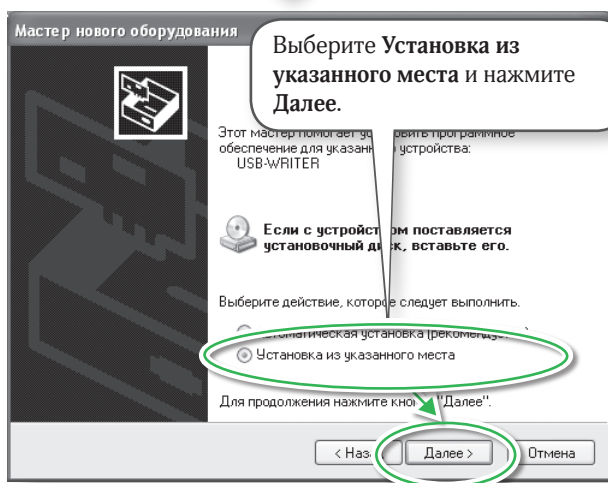 Мастер нового оборудования
Выберите Установка из
указанного места и нажмите
Далее.
Этот мастер помогает установить программное
обеспечение для указанного устройства:
USB-WRITER
Если с устройством поставляется
установочный диск, вставьте его.
Выберите действие, которое следует выполнить.
Автоматическая установка (рекомендуется)
Установка из указанного места
Для продолжения нажмите кнопку "Далее".
< Назад Далее > Отмена